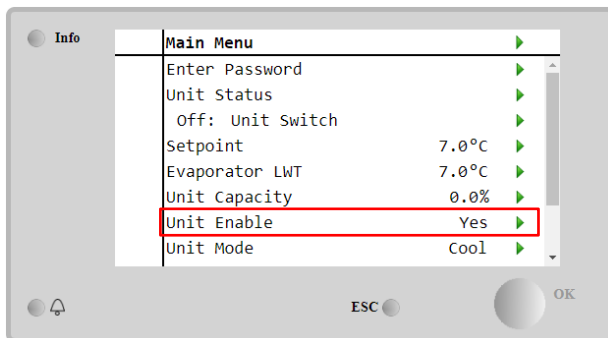 Info
Main Menu
Enter Password
Unit Status
Off: Unit Switch
Setpoint 7.0°C
Evaporator LWT 7.0°C
Unit Capacity 0.0%
Unit Enable Yes
Unit Mode Cool
ESC
OK